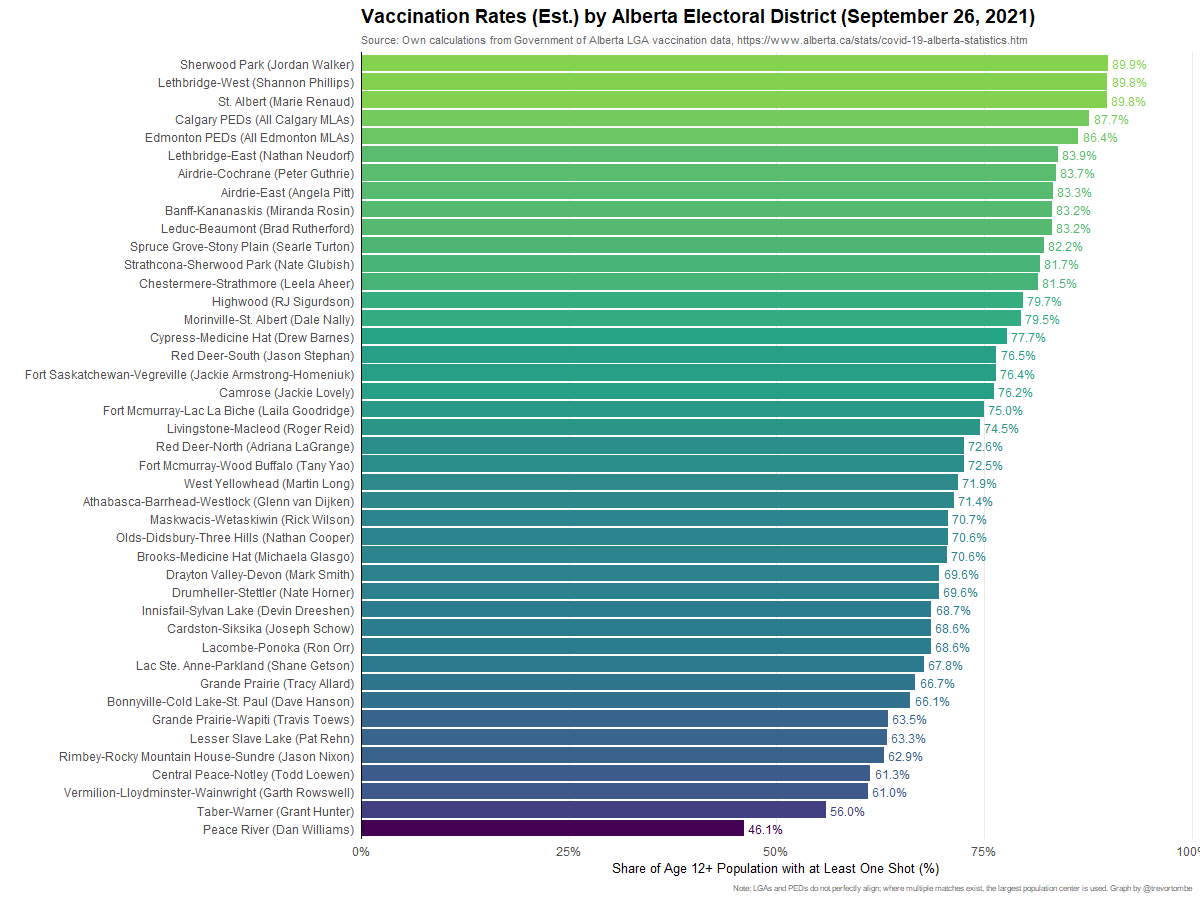 Vaccination Rates (Est.) by Alberta Electoral District (September 26, 2021)
Source: Own calculations from Government of Alberta LGA vaccination data, https://www.alberta.ca/stats/covid-19-alberta-statistics.htm
Sherwood Park (Jordan Walker) 89.9%
Lethbridge-West (Shannon Phillips) 89.8%
St. Albert (Marie Renaud) 89.8%
Calgary PEDs (All Calgary MLAs) 87.7%
Edmonton PEDs (All Edmonton MLAs) 86.4%
Lethbridge-East (Nathan Neudorf) 83.9%
Airdrie-Cochrane (Peter Guthrie) 83.7%
Airdrie-East (Angela Pitt) 83.3%
Banff-Kananaskis (Miranda Rosin) 83.2%
Leduc-Beaumont (Brad Rutherford) 83.2%
Spruce Grove-Stony Plain (Searle Turton) 82.2%
Strathcona-Sherwood Park (Nate Glubish) 81.7%
Chestermere-Strathmore (Leela Aheer) 81.5%
Highwood (RJ Sigurdson) 79.7%
Morinville-St. Albert (Dale Nally) 79.5%
Cypress-Medicine Hat (Drew Barnes) 77.7%
Red Deer-South (Jason Stephan) 76.5%
Fort Saskatchewan-Vegreville (Jackie Armstrong-Homeniuk) 76.4%
Camrose (Jackie Lovely) 76.2%
Fort Mcmurray-Lac La Biche (Laila Goodridge) 75.0%
Livingstone-Macleod (Roger Reid) 74.5%
Red Deer-North (Adriana LaGrange) 72.6%
Fort Mcmurray-Wood Buffalo (Tany Yao) 72.5%
West Yellowhead (Martin Long) 71.9%
Athabasca-Barrhead-Westlock (Glenn van Dijken) 71.4%
Maskwacis-Wetaskiwin (Rick Wilson) 70.7%
Olds-Didsbury-Three Hills (Nathan Cooper) 70.6%
Brooks-Medicine Hat (Michaela Glasgo) 70.6%
Drayton Valley-Devon (Mark Smith) 69.6%
Drumheller-Stettler (Nate Horner) 69.6%
Innisfail-Sylvan Lake (Devin Dreeshen) 68.7%
Cardston-Siksika (Joseph Schow) 68.6%
Lacombe-Ponoka (Ron Orr) 68.6%
Lac Ste. Anne-Parkland (Shane Getson) 67.8%
Grande Prairie (Tracy Allard) 66.7%
Bonnyville-Cold Lake-St. Paul (Dave Hanson) 66.1%
Grande Prairie-Wapiti (Travis Toews) 63.5%
Lesser Slave Lake (Pat Rehn) 63.3%
Rimbey-Rocky Mountain House-Sundre (Jason Nixon) 62.9%
Central Peace-Notley (Todd Loewen) 61.3%
Vermilion-Lloydminster-Wainwright (Garth Rowswell) 61.0%
Taber-Warner (Grant Hunter) 56.0%
Peace River (Dan Williams) 46.1%
0% 25% 50% 75% 100%
Share of Age 12+ Population with at Least One Shot (%)
Note: LGAs and PEDs do not perfectly align; where multiple matches exist, the largest population center is used. Graph by @trevortombe